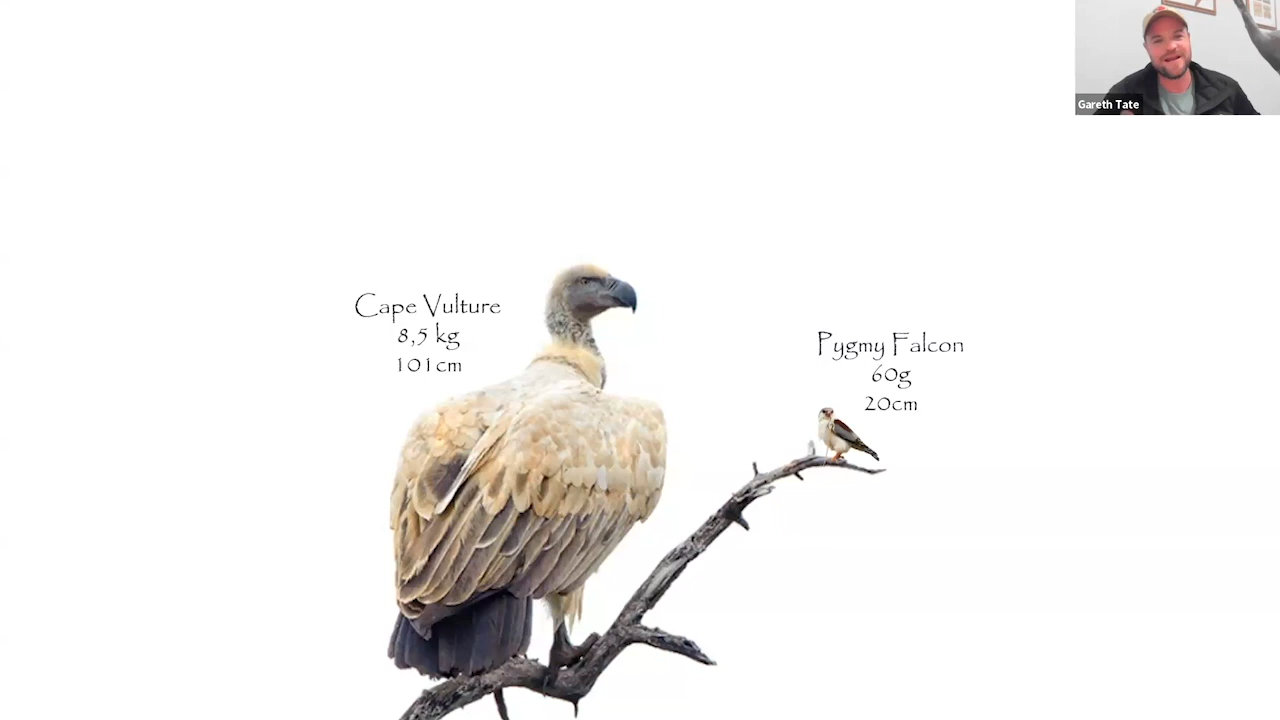 Gareth Tate
Cape Vulture
8,5 kg
101cm
Pygmy Falcon
60g
20cm